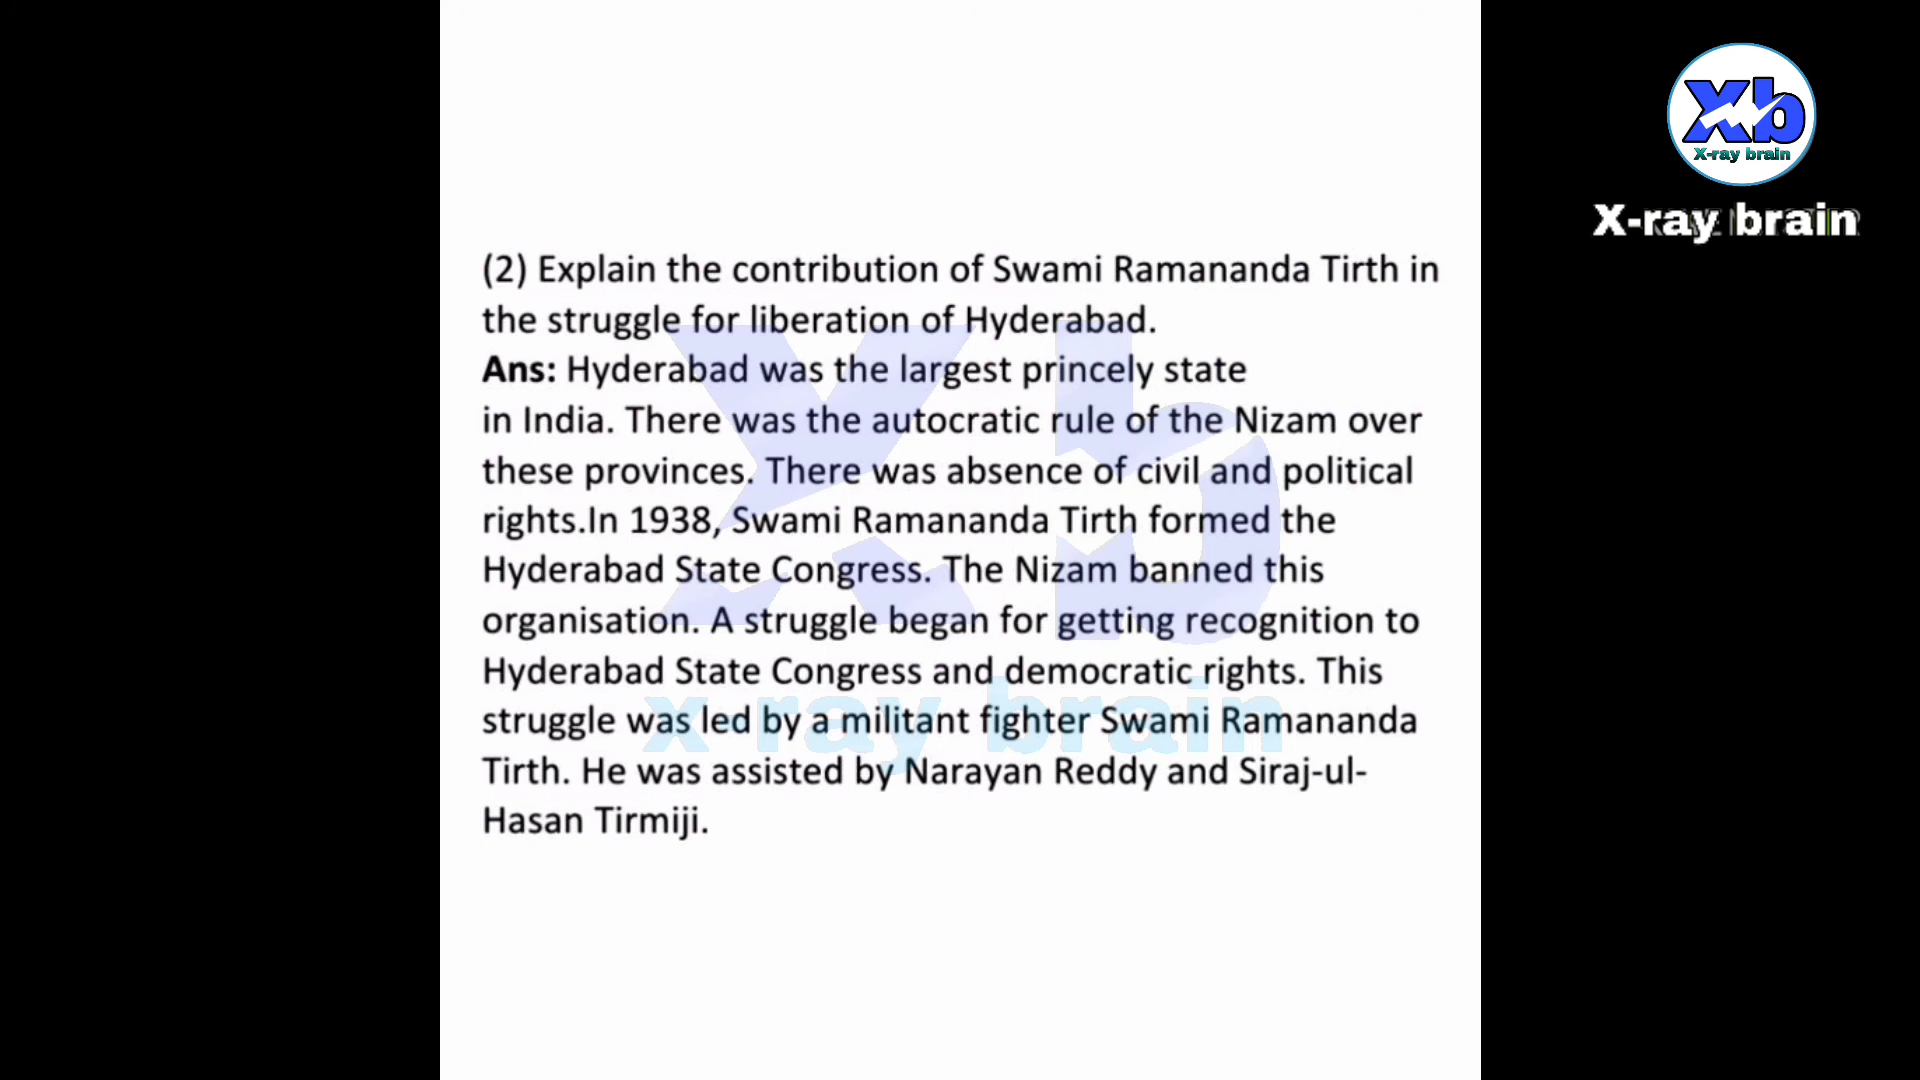 Xb
X-ray brain
X-ray brain
(2) Explain the contribution of Swami Ramananda Tirth in
the struggle for liberation of Hyderabad.
Ans: Hyderabad was the largest princely state
in India. There was the autocratic rule of the Nizam over
these provinces. There was absence of civil and political
rights.In 1938, Swami Ramananda Tirth formed the
Hyderabad State Congress. The Nizam banned this
organisation. A struggle began for getting recognition to
Hyderabad State Congress and democratic rights. This
struggle was led by a militant fighter Swami Ramananda
Tirth. He was assisted by Narayan Reddy and Siraj-ul-
Hasan Tirmiji.
Xb
x-ray brain